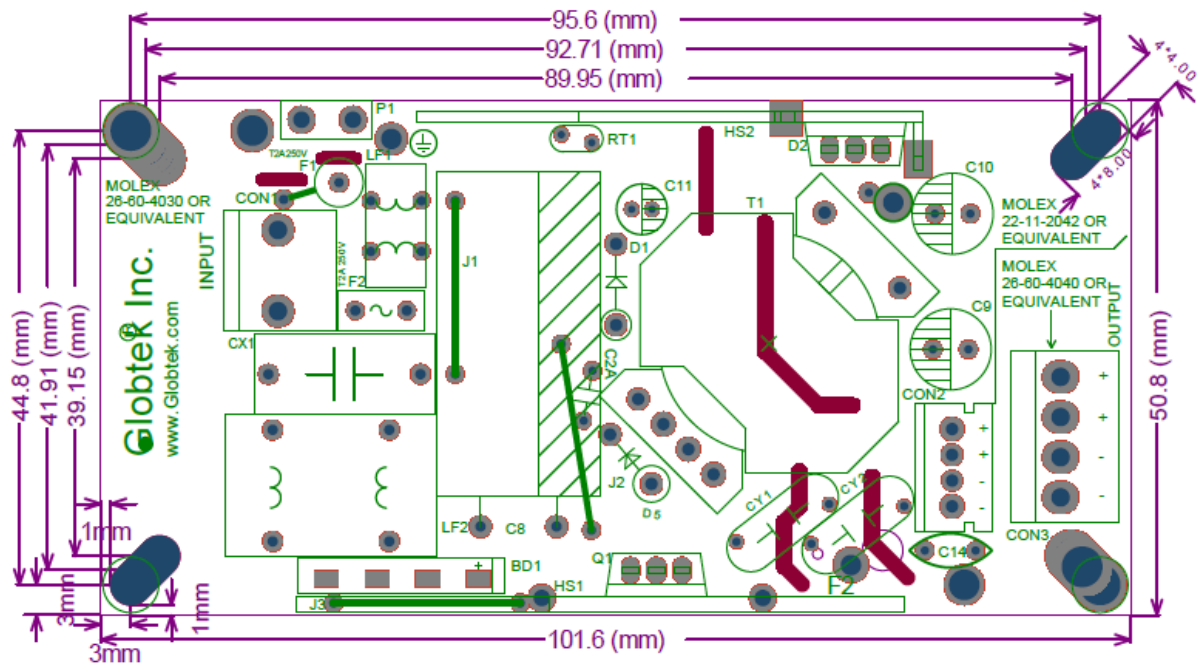 95.6 (mm)
92.71 (mm)
89.95 (mm)
4*4.00
4*8.00
P1
T2A250V
F1
LF1
CON1
RT1
HS2
D2
MOLEX
26-60-4030 OR
EQUIVALENT
C11
T1
C10
MOLEX
22-11-2042 OR
EQUIVALENT
INPUT
T2A250V
F2
J1
D1
MOLEX
26-60-4040 OR
EQUIVALENT
OUTPUT
Globtek Inc.
®
www.Globtek.com
CX1
C2A
C9
44.8 (mm)
41.91 (mm)
39.15 (mm)
50.8 (mm)
CON2
+
+
-
-
+
+
-
-
J2
D5
CY1
CY2
LF2
C8
Q1
C14
CON3
BD1
+
HS1
F2
J3
1mm
3mm
1mm
3mm
101.6 (mm)